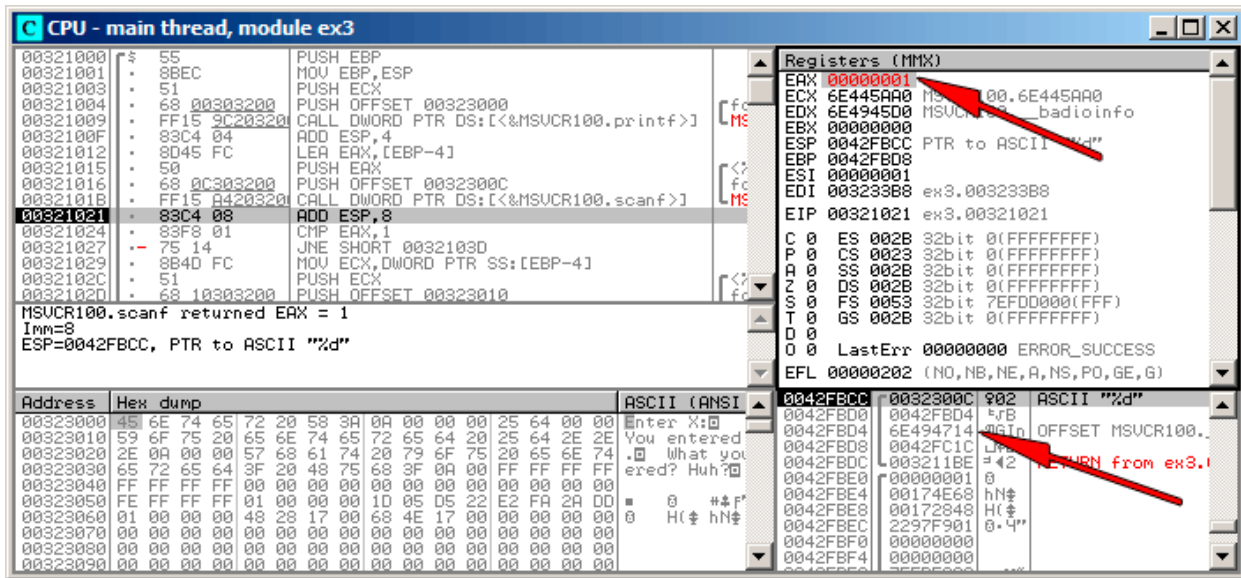 CPU - main thread, module ex3
00321000 $ 55 PUSH EBP
00321001 . 8BEC MOV EBP,ESP
00321003 . 51 PUSH ECX
00321004 . 68 00303200 PUSH OFFSET 00323000
00321009 . FF15 9C203200 CALL DWORD PTR DS:[<&MSVCR100.printf>]
0032100F . 83C4 04 ADD ESP,4
00321012 . 8D45 FC LEA EAX,[EBP-4]
00321015 . 50 PUSH EAX
00321016 . 68 0C303200 PUSH OFFSET 0032300C
0032101B . FF15 A4203200 CALL DWORD PTR DS:[<&MSVCR100.scanf>]
00321021 . 83C4 08 ADD ESP,8
00321024 . 83F8 01 CMP EAX,1
00321027 .- 75 14 JNE SHORT 0032103D
00321029 . 8B4D FC MOV ECX,DWORD PTR SS:[EBP-4]
0032102C . 51 PUSH ECX
0032102D . 68 10303200 PUSH OFFSET 00323010
MSVCR100.scanf returned EAX = 1
Imm=8
ESP=0042FBCC, PTR to ASCII "%d"
Registers (MMX)
EAX 00000001
ECX 6E445AA0 MSVCR100.6E445AA0
EDX 6E4945D0 __badioinfo
EBX 00000000
ESP 0042FBCC PTR to ASCII "%d"
EBP 0042FBD8
ESI 00000001
EDI 003233B8 ex3.003233B8
EIP 00321021 ex3.00321021
C 0 ES 002B 32bit 0(FFFFFFFF)
P 0 CS 0023 32bit 0(FFFFFFFF)
A 0 SS 002B 32bit 0(FFFFFFFF)
Z 0 DS 002B 32bit 0(FFFFFFFF)
S 0 FS 0053 32bit 7EFDD000(FFF)
T 0 GS 002B 32bit 0(FFFFFFFF)
D 0
O 0 LastErr 00000000 ERROR_SUCCESS
EFL 00000202 (NO,NB,NE,A,NS,PO,GE,G)
Address Hex dump ASCII (ANSI
00323000 45 6E 74 65 72 20 58 3A 0A 00 00 00 25 64 00 00 Enter X:
00323010 59 6F 75 20 65 6E 74 65 72 65 64 20 25 64 2E 2E You entered
00323020 2E 0A 00 00 57 68 61 74 20 79 6F 75 20 65 6E 74 . What you
00323030 65 72 65 64 3F 20 48 75 68 3F 0A 00 FF FF FF FF ered? Huh?
00323040 FF FF FF FF 00 00 00 00 00 00 00 00 00 00 00 00
00323050 FE FF FF FF 01 00 00 00 1D 05 D5 22 E2 FA 2A DD
00323060 01 00 00 00 48 28 17 00 68 4E 17 00 00 00 00 00
00323070 00 00 00 00 00 00 00 00 00 00 00 00 00 00 00 00
00323080 00 00 00 00 00 00 00 00 00 00 00 00 00 00 00 00
00323090 00 00 00 00 00 00 00 00 00 00 00 00 00 00 00 00
0042FBCC 0032300C ASCII "%d"
0042FBD0 0042FBD4
0042FBD4 6E494714 OFFSET MSVCR100.
0042FBD8 0042FC1C
0042FBDC 003211BE RETURN from ex3.
0042FBE0 00000001
0042FBE4 00174E68
0042FBE8 00172848
0042FBEC 2297F901
0042FBF0 00000000
0042FBF4 00000000